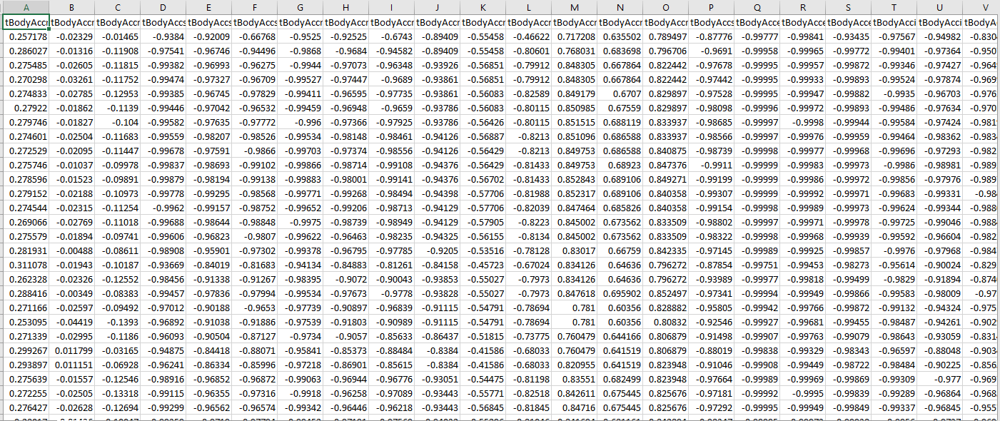 A B C D E F G H I J K L M N O P Q R S T U V
tBodyAccr tBodyAccr tBodyAccr tBodyAccs tBodyAccs tBodyAccs tBodyAccr tBodyAccr tBodyAccr tBodyAccr tBodyAccr tBodyAccr tBodyAccr tBodyAccr tBodyAccr tBodyAccs tBodyAcce tBodyAcce tBodyAcce tBodyAcci tBodyAcci tBodyA
0.257178 -0.02329 -0.01465 -0.9384 -0.92009 -0.66768 -0.9525 -0.92525 -0.6743 -0.89409 -0.55458 -0.46622 0.717208 0.635502 0.789497 -0.87776 -0.99777 -0.99841 -0.93435 -0.97567 -0.94982 -0.830
0.286027 -0.01316 -0.11908 -0.97541 -0.96746 -0.94496 -0.9868 -0.9684 -0.94582 -0.89409 -0.55458 -0.80601 0.768031 0.683698 0.796706 -0.9691 -0.99958 -0.99965 -0.99772 -0.99401 -0.97364 -0.950
0.275485 -0.02605 -0.11815 -0.99382 -0.96993 -0.96275 -0.9944 -0.97073 -0.96348 -0.93926 -0.56851 -0.79912 0.848305 0.667864 0.822442 -0.97678 -0.99995 -0.99957 -0.99872 -0.99346 -0.97427 -0.964
0.270298 -0.03261 -0.11752 -0.99474 -0.97327 -0.96709 -0.99527 -0.97447 -0.9689 -0.93861 -0.56851 -0.79912 0.848305 0.667864 0.822442 -0.97442 -0.99995 -0.99933 -0.99893 -0.99524 -0.97874 -0.969
0.274833 -0.02785 -0.12953 -0.99385 -0.96745 -0.97829 -0.99411 -0.96595 -0.97735 -0.93861 -0.56083 -0.82589 0.849179 0.6707 0.829897 -0.97528 -0.99995 -0.99947 -0.99882 -0.9935 -0.96703 -0.976
0.27922 -0.01862 -0.1139 -0.99446 -0.97042 -0.96532 -0.99459 -0.96948 -0.9659 -0.93786 -0.56083 -0.80115 0.850985 0.67559 0.829897 -0.98098 -0.99996 -0.99972 -0.99893 -0.99486 -0.97634 -0.970
0.279746 -0.01827 -0.104 -0.99582 -0.97635 -0.97772 -0.996 -0.97366 -0.97925 -0.93786 -0.56426 -0.80115 0.851515 0.688119 0.833937 -0.98685 -0.99997 -0.9998 -0.99944 -0.99584 -0.97424 -0.981
0.274601 -0.02504 -0.11683 -0.99559 -0.98207 -0.98526 -0.99534 -0.98148 -0.98461 -0.94126 -0.56887 -0.8213 0.851096 0.686588 0.833937 -0.98566 -0.99997 -0.99976 -0.99959 -0.99464 -0.98362 -0.983
0.272529 -0.02095 -0.11447 -0.99678 -0.97591 -0.9866 -0.99703 -0.97374 -0.98556 -0.94126 -0.56429 -0.8213 0.849753 0.686588 0.840875 -0.98739 -0.99998 -0.99977 -0.99968 -0.99696 -0.97293 -0.982
0.275746 -0.01037 -0.09978 -0.99837 -0.98693 -0.99102 -0.99866 -0.98714 -0.99108 -0.94376 -0.56429 -0.81433 0.849753 0.68923 0.847376 -0.9911 -0.99999 -0.99983 -0.99973 -0.9986 -0.98981 -0.989
0.278596 -0.01523 -0.09891 -0.99879 -0.98194 -0.99138 -0.99883 -0.98001 -0.99141 -0.94376 -0.56702 -0.81433 0.852843 0.689106 0.849271 -0.99199 -0.99999 -0.99986 -0.99972 -0.99856 -0.97976 -0.989
0.279152 -0.02188 -0.10973 -0.99778 -0.99295 -0.98568 -0.99771 -0.99268 -0.98494 -0.94398 -0.57706 -0.81988 0.852317 0.689106 0.840358 -0.99307 -0.99999 -0.99992 -0.99971 -0.99683 -0.99331 -0.98
0.274544 -0.02315 -0.11254 -0.9962 -0.99157 -0.98752 -0.99652 -0.99206 -0.98713 -0.94129 -0.57706 -0.82039 0.847464 0.685826 0.840358 -0.99154 -0.99998 -0.99989 -0.99973 -0.99624 -0.99344 -0.988
0.269066 -0.02769 -0.11018 -0.99688 -0.98644 -0.98848 -0.9975 -0.98739 -0.98949 -0.94129 -0.57905 -0.8223 0.845002 0.673562 0.833509 -0.98802 -0.99997 -0.99971 -0.99978 -0.99725 -0.99046 -0.988
0.275579 -0.01894 -0.09741 -0.99606 -0.96823 -0.9807 -0.99622 -0.96463 -0.98235 -0.94325 -0.56155 -0.8134 0.845002 0.673562 0.833509 -0.98322 -0.99998 -0.99968 -0.99939 -0.99592 -0.96604 -0.982
0.281931 -0.00488 -0.08611 -0.98908 -0.95901 -0.97302 -0.99378 -0.96795 -0.97785 -0.9205 -0.53516 -0.78128 0.83017 0.66759 0.842335 -0.97145 -0.99989 -0.99925 -0.99857 -0.9976 -0.97968 -0.984
0.311078 -0.01943 -0.10187 -0.93669 -0.84019 -0.81683 -0.94134 -0.84883 -0.81261 -0.84158 -0.45723 -0.67024 0.834126 0.64636 0.796272 -0.87854 -0.99751 -0.99453 -0.98273 -0.95614 -0.90024 -0.829
0.262328 -0.02326 -0.12552 -0.98456 -0.91338 -0.91267 -0.98395 -0.9072 -0.90043 -0.93853 -0.55027 -0.7973 0.834126 0.64636 0.796272 -0.93989 -0.99977 -0.99818 -0.99499 -0.9829 -0.91894 -0.874
0.288416 -0.00349 -0.08383 -0.99457 -0.97836 -0.97994 -0.99534 -0.97673 -0.9778 -0.93828 -0.55027 -0.7973 0.847618 0.695902 0.852497 -0.97341 -0.99994 -0.99949 -0.99866 -0.99583 -0.98009 -0.97
0.271166 -0.02597 -0.09492 -0.97012 -0.90188 -0.9653 -0.97739 -0.90897 -0.96839 -0.91115 -0.54791 -0.78694 0.781 0.60356 0.828882 -0.95805 -0.99942 -0.99766 -0.99872 -0.99132 -0.94324 -0.975
0.253095 -0.04419 -0.1393 -0.96892 -0.91038 -0.91886 -0.97539 -0.91803 -0.90989 -0.91115 -0.54791 -0.78694 0.781 0.60356 0.80832 -0.92546 -0.99927 -0.99681 -0.99455 -0.98487 -0.94261 -0.902
0.271339 -0.02995 -0.1186 -0.96093 -0.90504 -0.87127 -0.9734 -0.9057 -0.85633 -0.86437 -0.51815 -0.73775 0.760479 0.644166 0.806879 -0.91498 -0.99907 -0.99763 -0.99079 -0.98643 -0.93059 -0.831
0.299267 0.011799 -0.03165 -0.94875 -0.84418 -0.88071 -0.95841 -0.85373 -0.88484 -0.8384 -0.41586 -0.68033 0.760479 0.641519 0.806879 -0.88019 -0.99838 -0.99329 -0.98343 -0.96597 -0.88048 -0.903
0.293897 0.011151 -0.06928 -0.96241 -0.86334 -0.85996 -0.97218 -0.86901 -0.85615 -0.8384 -0.41586 -0.68033 0.820955 0.641519 0.823948 -0.91046 -0.99908 -0.99449 -0.98722 -0.98484 -0.90225 -0.856
0.275639 -0.01557 -0.12546 -0.98916 -0.96852 -0.96872 -0.99063 -0.96944 -0.96776 -0.93051 -0.54475 -0.81198 0.83551 0.682499 0.823948 -0.97664 -0.99989 -0.99969 -0.99869 -0.99309 -0.977 -0.969
0.272255 -0.02505 -0.13318 -0.99115 -0.96355 -0.97316 -0.9918 -0.96258 -0.97089 -0.93443 -0.55771 -0.82518 0.842611 0.675445 0.825676 -0.97181 -0.99992 -0.9995 -0.99839 -0.99289 -0.96864 -0.968
0.276427 -0.02628 -0.12694 -0.99299 -0.96562 -0.96574 -0.99342 -0.96446 -0.96218 -0.93443 -0.56845 -0.81845 0.84716 0.675445 0.825676 -0.97292 -0.99995 -0.99949 -0.99849 -0.99337 -0.96845 -0.955